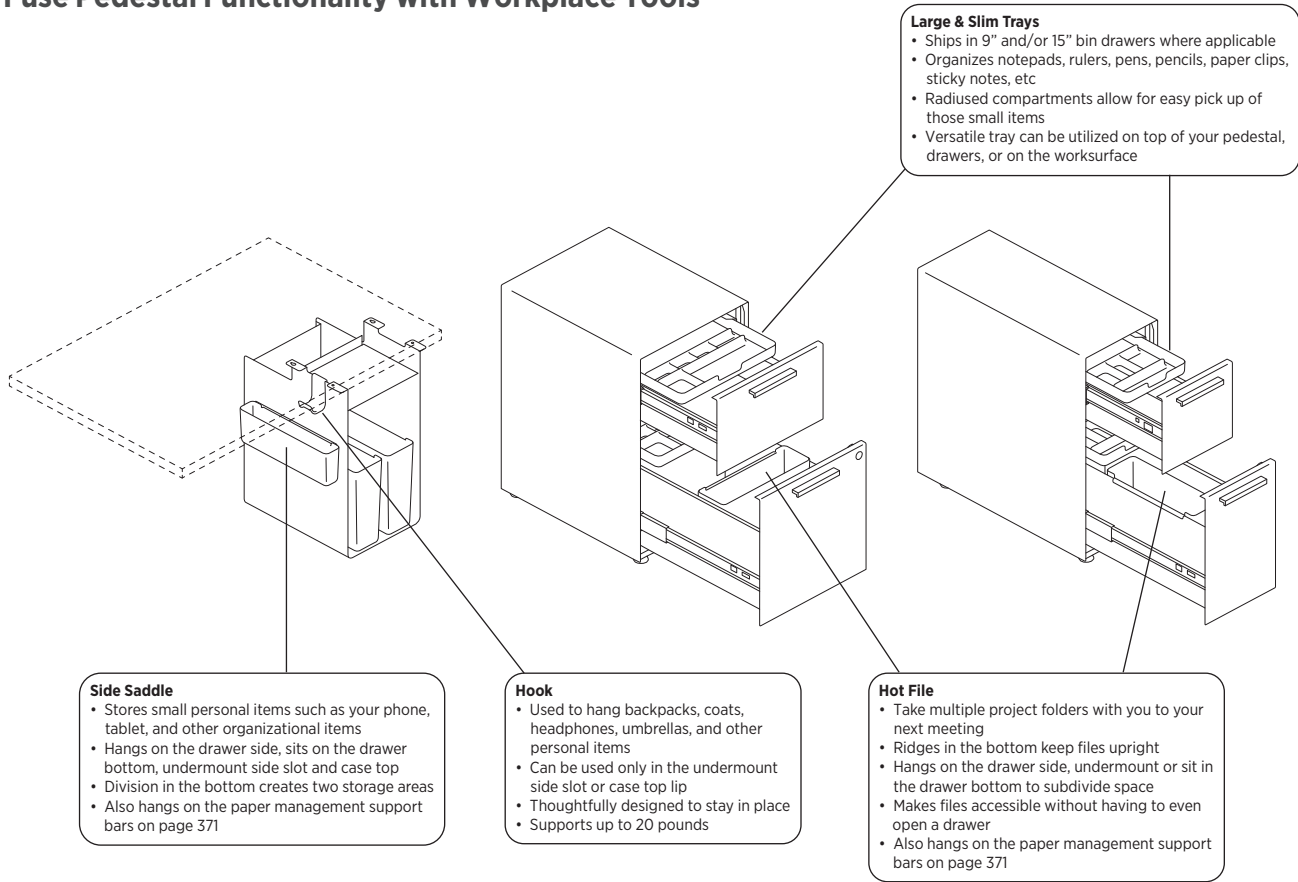 Fuse Pedestal Functionality with Workplace Tools
Large & Slim Trays
• Ships in 9” and/or 15” bin drawers where applicable
• Organizes notepads, rulers, pens, pencils, paper clips,
sticky notes, etc
• Radiused compartments allow for easy pick up of
those small items
• Versatile tray can be utilized on top of your pedestal,
drawers, or on the worksurface
Side Saddle
• Stores small personal items such as your phone,
tablet, and other organizational items
• Hangs on the drawer side, sits on the drawer
bottom, undermount side slot and case top
• Division in the bottom creates two storage areas
• Also hangs on the paper management support
bars on page 371
Hook
• Used to hang backpacks, coats,
headphones, umbrellas, and other
personal items
• Can be used only in the undermount
side slot or case top lip
• Thoughtfully designed to stay in place
• Supports up to 20 pounds
Hot File
• Take multiple project folders with you to your
next meeting
• Ridges in the bottom keep files upright
• Hangs on the drawer side, undermount or sit in
the drawer bottom to subdivide space
• Makes files accessible without having to even
open a drawer
• Also hangs on the paper management support
bars on page 371